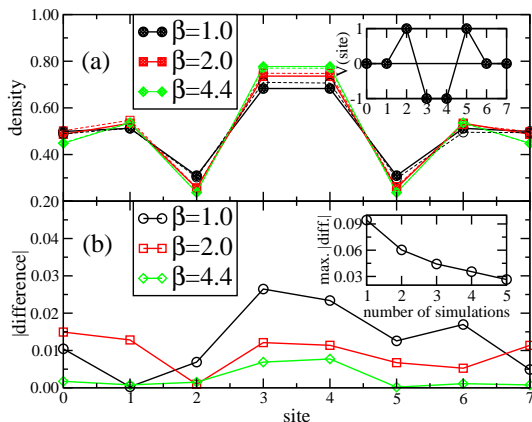 1.00
0.80
0.60
0.40
0.20
density
(a)
β=1.0
β=2.0
β=4.4
V(site)
1
0
-1
0 1 2 3 4 5 6 7
0.04
0.03
0.02
0.01
0.00
|difference|
(b)
β=1.0
β=2.0
β=4.4
max. |diff.|
0.09
0.06
0.03
1 2 3 4 5
number of simulations
0 1 2 3 4 5 6 7
site